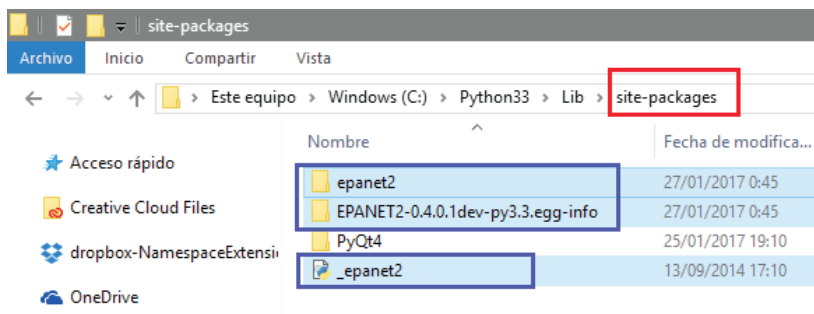 site-packages
Archivo Inicio Compartir Vista
Este equipo > Windows (C:) > Python33 > Lib > site-packages
Nombre Fecha de modifica...
Acceso rápido
epanet2 27/01/2017 0:45
Creative Cloud Files
EPANET2-0.4.0.1dev-py3.3.egg-info 27/01/2017 0:45
dropbox-NamespaceExtensi
PyQt4 25/01/2017 19:10
_epanet2 13/09/2014 17:10
OneDrive